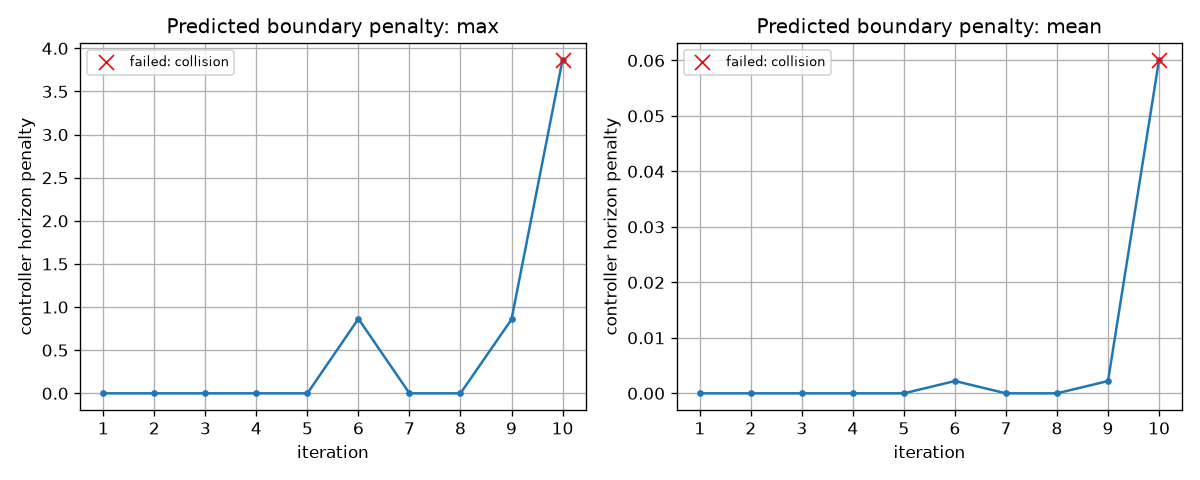 Predicted boundary penalty: max
failed: collision
controller horizon penalty
4.0
3.5
3.0
2.5
2.0
1.5
1.0
0.5
0.0
1 2 3 4 5 6 7 8 9 10
iteration
Predicted boundary penalty: mean
failed: collision
controller horizon penalty
0.06
0.05
0.04
0.03
0.02
0.01
0.00
1 2 3 4 5 6 7 8 9 10
iteration